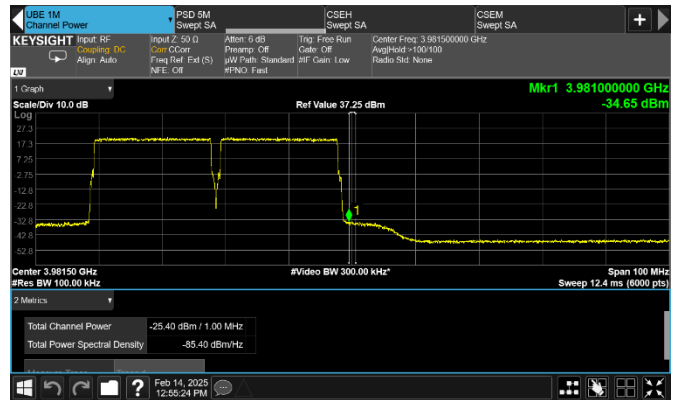 UBE 1M
Channel Power
PSD 5M
Swept SA
CSEH
Swept SA
CSEM
Swept SA
KEYSIGHT
Input: RF
Coupling: DC
Align: Auto
Input Z: 50 Ω
Corr CCorr
Freq Ref: Ext (S)
NFE: Off
Atten: 6 dB
Preamp: Off
µW Path: Standard
#PNO: Fast
Trig: Free Run
Gate: Off
#IF Gain: Low
Center Freq: 3.981500000 GHz
Avg|Hold:>100/100
Radio Std: None
LXI
1 Graph
Scale/Div 10.0 dB
Ref Value 37.25 dBm
Mkr1 3.981000000 GHz
-34.65 dBm
Log
27.3
17.3
7.25
-2.75
-12.8
-22.8
-32.8
-42.8
-52.8
1
Center 3.98150 GHz
#Video BW 300.00 kHz*
Span 100 MHz
#Res BW 100.00 kHz
Sweep 12.4 ms (6000 pts)
2 Metrics
Total Channel Power -25.40 dBm / 1.00 MHz
Total Power Spectral Density -85.40 dBm/Hz
?
Feb 14, 2025
12:55:24 PM